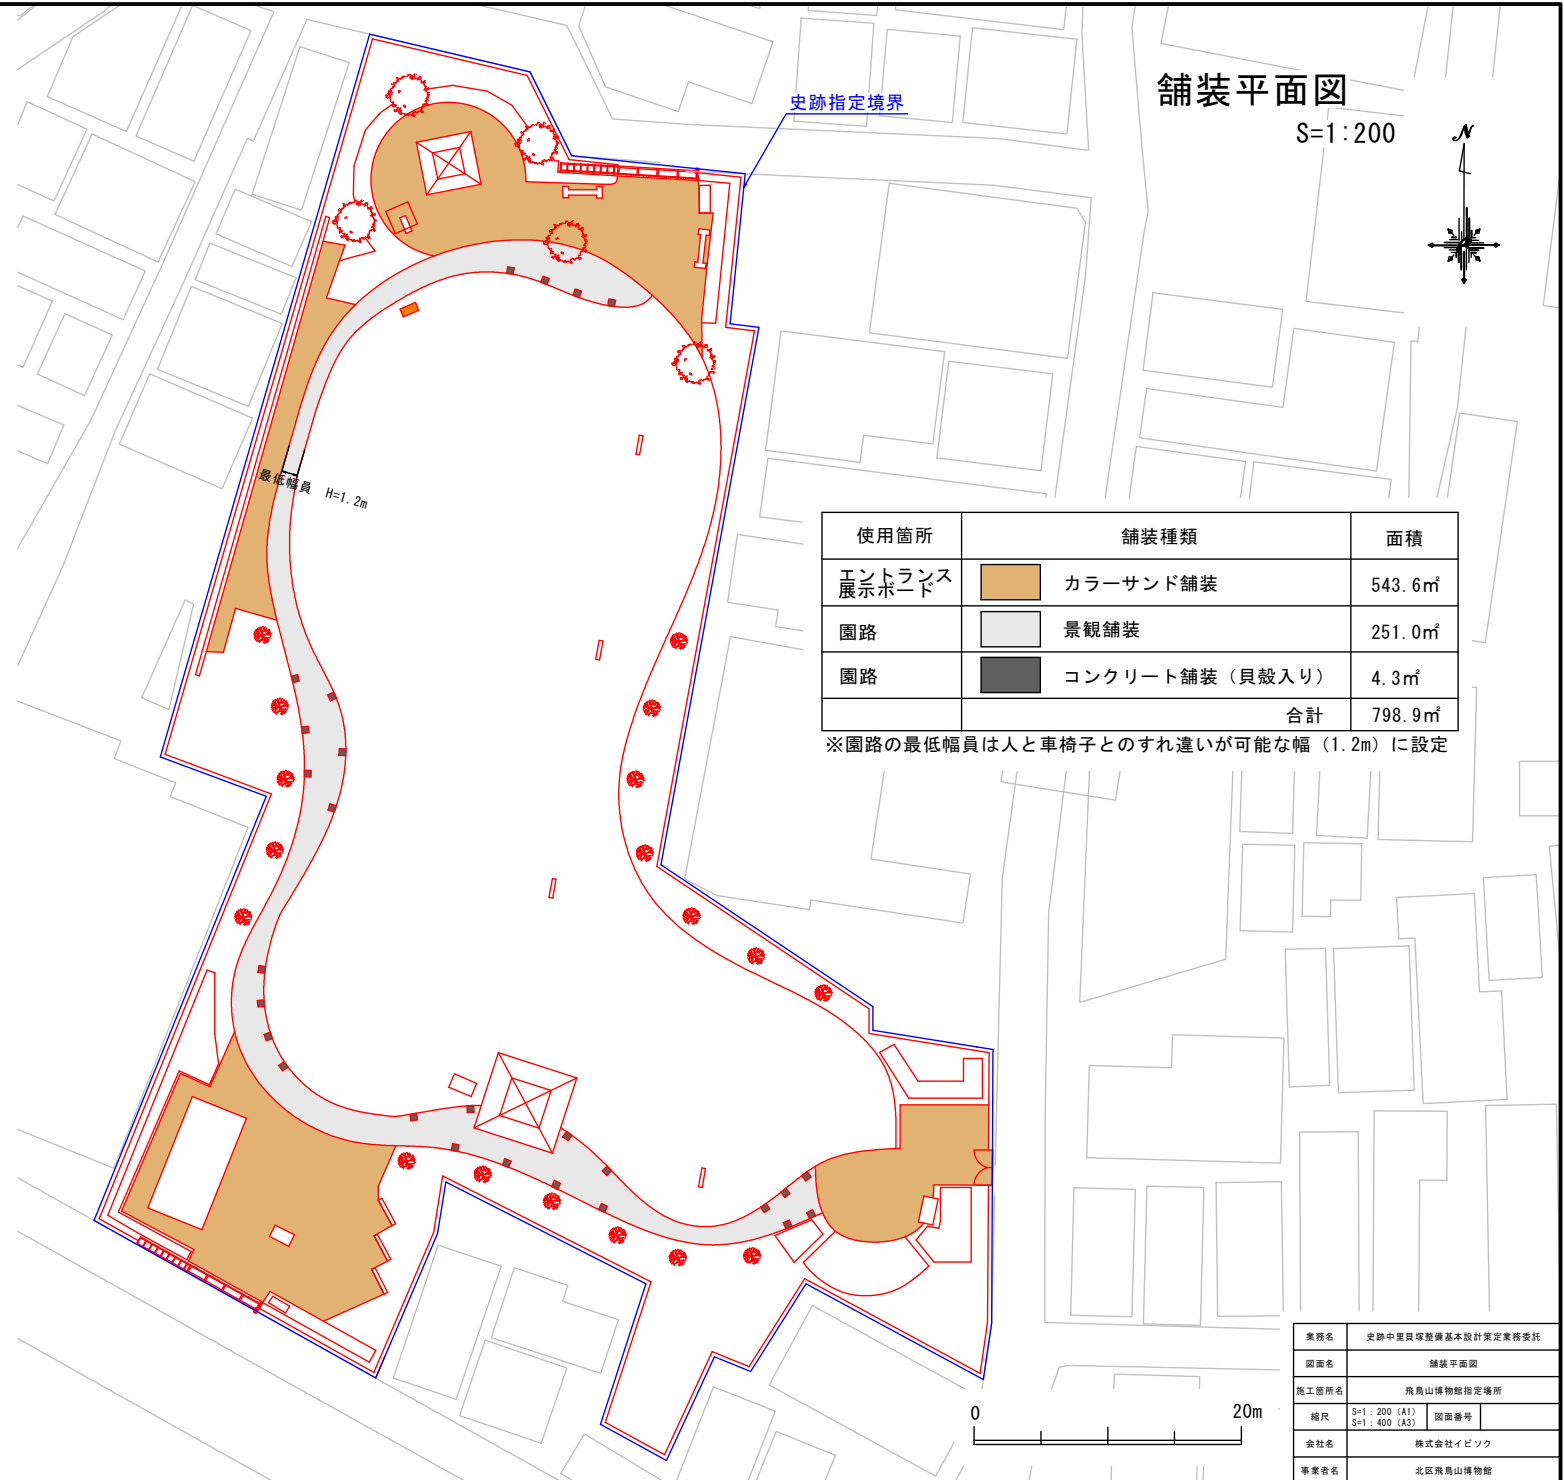 舗装平面図
S=1:200
N
史跡指定境界
最低幅員 H=1.2m
使用箇所 舗装種類 面積
エントランス
展示ボード カラーサンド舗装 543.6㎡
園路 景観舗装 251.0㎡
園路 コンクリート舗装（貝殻入り） 4.3㎡
合計 798.9㎡
※園路の最低幅員は人と車椅子とのすれ違いが可能な幅（1.2m）に設定
0 20m
業務名 史跡中里貝塚整備基本設計策定業務委託
図面名 舗装平面図
施工箇所名 飛鳥山博物館指定場所
縮尺 S=1:200（A1） 図面番号
S=1:400（A3）
会社名 株式会社イビソク
事業者名 北区飛鳥山博物館